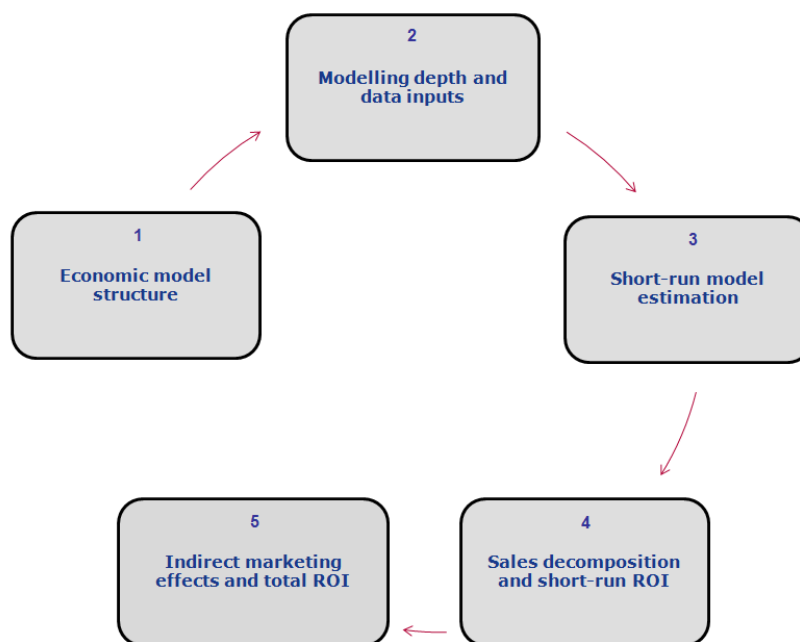 1
Economic model
structure
2
Modelling depth and
data inputs
3
Short-run model
estimation
4
Sales decomposition
and short-run ROI
5
Indirect marketing
effects and total ROI